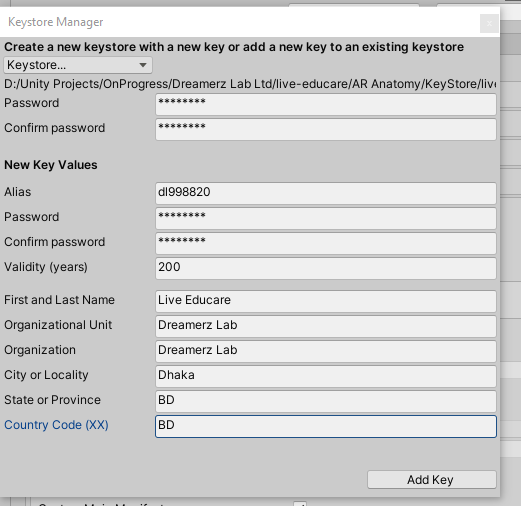 Keystore Manager
x
Create a new keystore with a new key or add a new key to an existing keystore
Keystore...
D:/Unity Projects/OnProgress/Dreamerz Lab Ltd/live-educare/AR Anatomy/KeyStore/live
Password ********
Confirm password ********
New Key Values
Alias dl998820
Password ********
Confirm password ********
Validity (years) 200
First and Last Name Live Educare
Organizational Unit Dreamerz Lab
Organization Dreamerz Lab
City or Locality Dhaka
State or Province BD
Country Code (XX) BD
Add Key